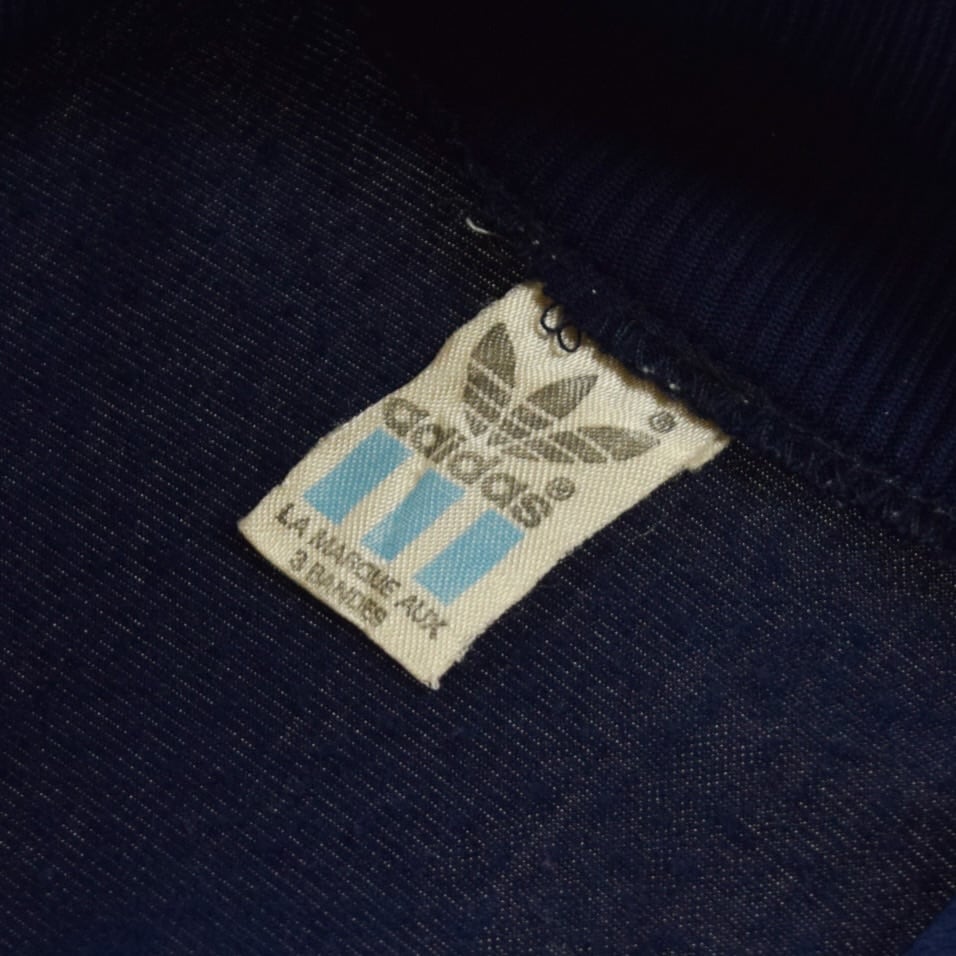 ®
adidas®
LA MARQUE AUX
3 BANDES